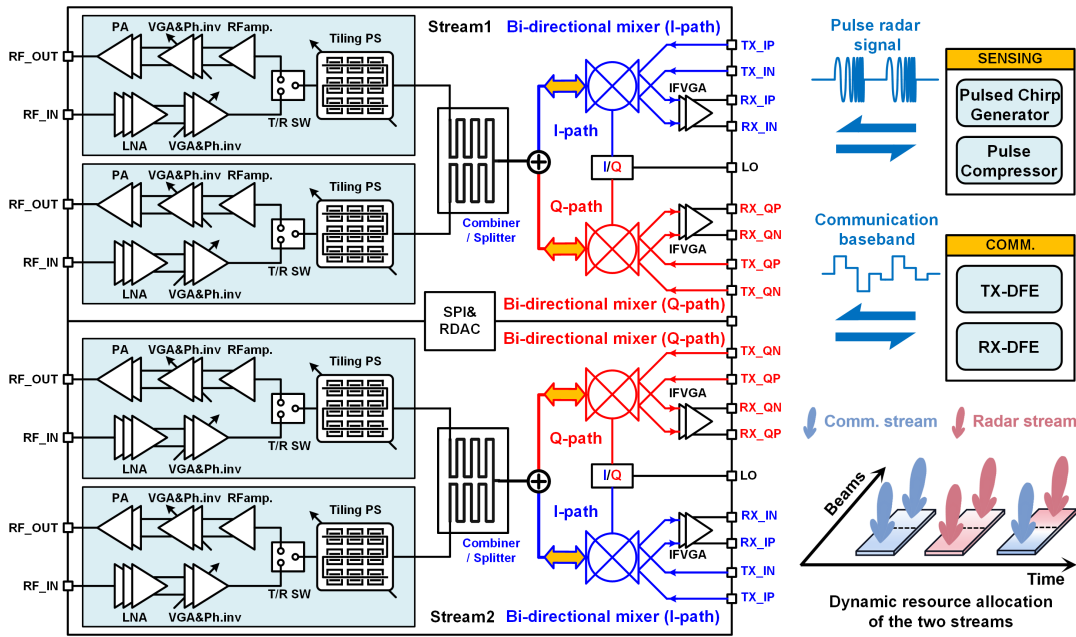 Stream1
Bi-directional mixer (I-path)
PA
VGA&Ph.inv
RFamp.
Tiling PS
RF_OUT
RF_IN
T/R SW
LNA
VGA&Ph.inv
PA
VGA&Ph.inv
RFamp.
Tiling PS
RF_OUT
RF_IN
T/R SW
LNA
VGA&Ph.inv
Combiner
/ Splitter
I-path
IFVGA
TX_IP
TX_IN
RX_IP
RX_IN
I/Q
LO
Q-path
IFVGA
RX_QP
RX_QN
TX_QP
TX_QN
Bi-directional mixer (Q-path)
SPI&
RDAC
Bi-directional mixer (Q-path)
PA
VGA&Ph.inv
RFamp.
Tiling PS
RF_OUT
RF_IN
T/R SW
LNA
VGA&Ph.inv
PA
VGA&Ph.inv
RFamp.
Tiling PS
RF_OUT
RF_IN
T/R SW
LNA
VGA&Ph.inv
Combiner
/ Splitter
Q-path
IFVGA
TX_QN
TX_QP
RX_QN
RX_QP
I/Q
LO
I-path
IFVGA
RX_IN
RX_IP
TX_IN
TX_IP
Stream2
Bi-directional mixer (I-path)
Pulse radar
signal
SENSING
Pulsed Chirp
Generator
Pulse
Compressor
Communication
baseband
COMM.
TX-DFE
RX-DFE
Comm. stream
Radar stream
Beams
Time
Dynamic resource allocation
of the two streams